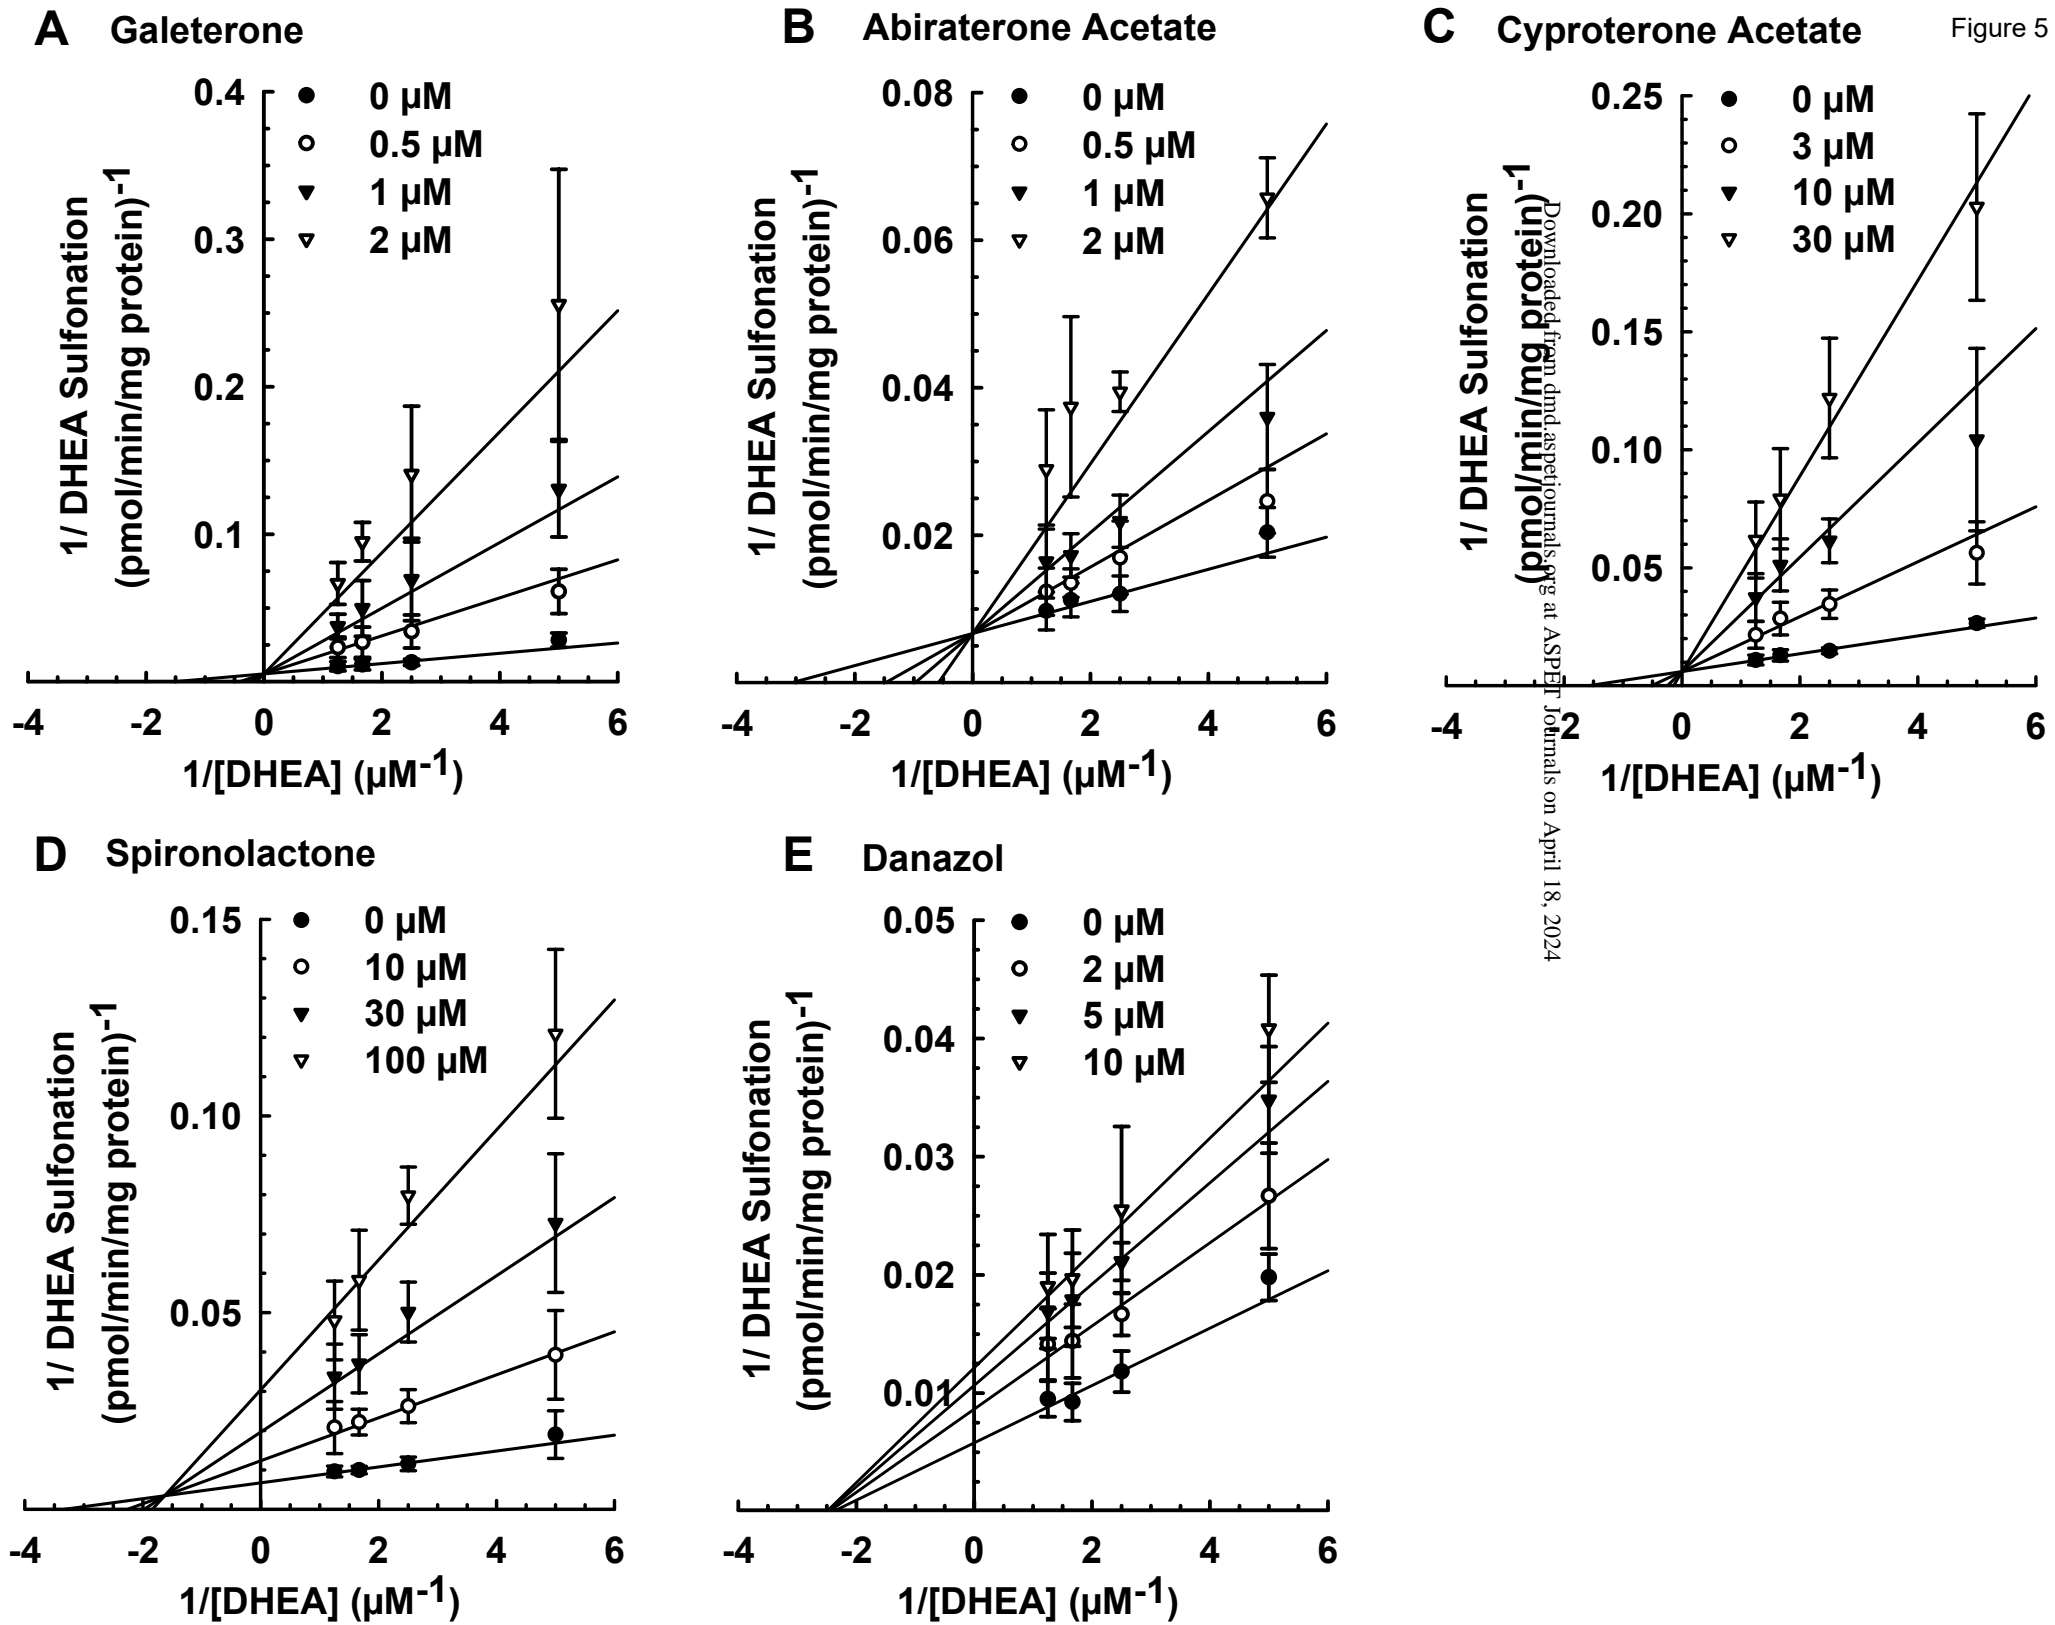 Figure 5
A Galeterone
0.4
0.3
0.2
0.1
0 µM
0.5 µM
1 µM
2 µM
1/ DHEA Sulfonation
(pmol/min/mg protein)-1
-4 -2 0 2 4 6
1/[DHEA] (µM-1)
B Abiraterone Acetate
0.08
0.06
0.04
0.02
0 µM
0.5 µM
1 µM
2 µM
1/ DHEA Sulfonation
(pmol/min/mg protein)-1
-4 -2 0 2 4 6
1/[DHEA] (µM-1)
C Cyproterone Acetate
0.25
0.20
0.15
0.10
0.05
0 µM
3 µM
10 µM
30 µM
1/ DHEA Sulfonation
(pmol/min/mg protein)-1
-4 -2 0 2 4 6
1/[DHEA] (µM-1)
Downloaded from dmd.aspetjournals.org at ASPET Journals on April 18, 2024
D Spironolactone
0.15
0.10
0.05
0 µM
10 µM
30 µM
100 µM
1/ DHEA Sulfonation
(pmol/min/mg protein)-1
-4 -2 0 2 4 6
1/[DHEA] (µM-1)
E Danazol
0.05
0.04
0.03
0.02
0.01
0 µM
2 µM
5 µM
10 µM
1/ DHEA Sulfonation
(pmol/min/mg protein)-1
-4 -2 0 2 4 6
1/[DHEA] (µM-1)